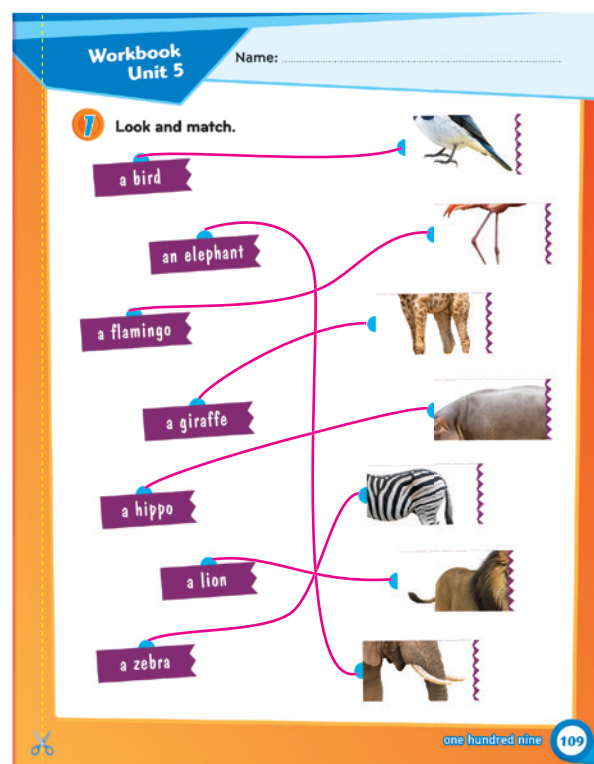 Workbook
Unit 5
Name:
1 Look and match.
a bird
an elephant
a flamingo
a giraffe
a hippo
a lion
a zebra
one hundred nine 109